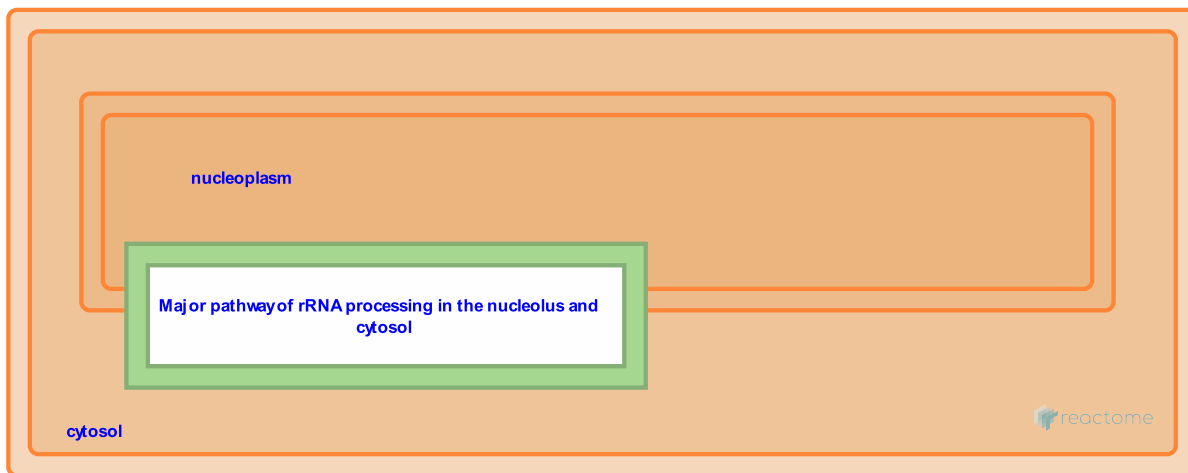 nucleoplasm
Major pathway of rRNA processing in the nucleolus and
cytosol
cytosol
reactome